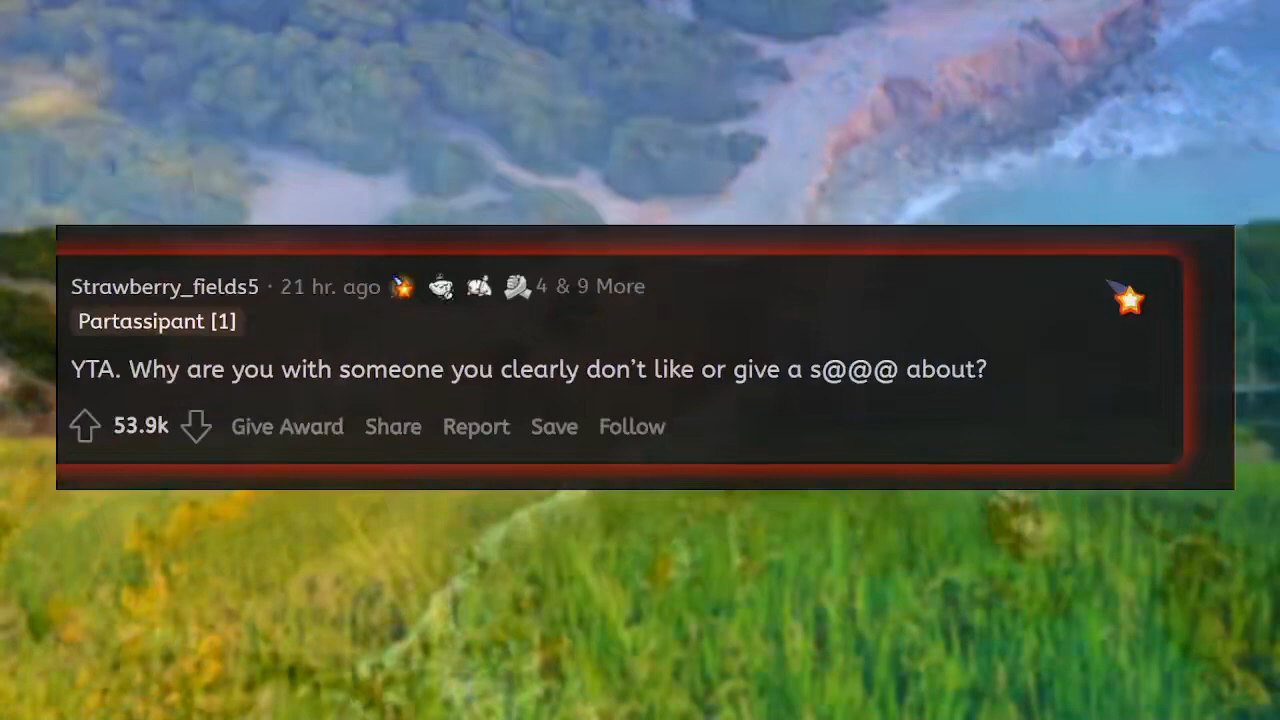 Strawberry_fields5 · 21 hr. ago 4 & 9 More
Partassipant [1]
YTA. Why are you with someone you clearly don’t like or give a s@@@ about?
53.9k Give Award Share Report Save Follow